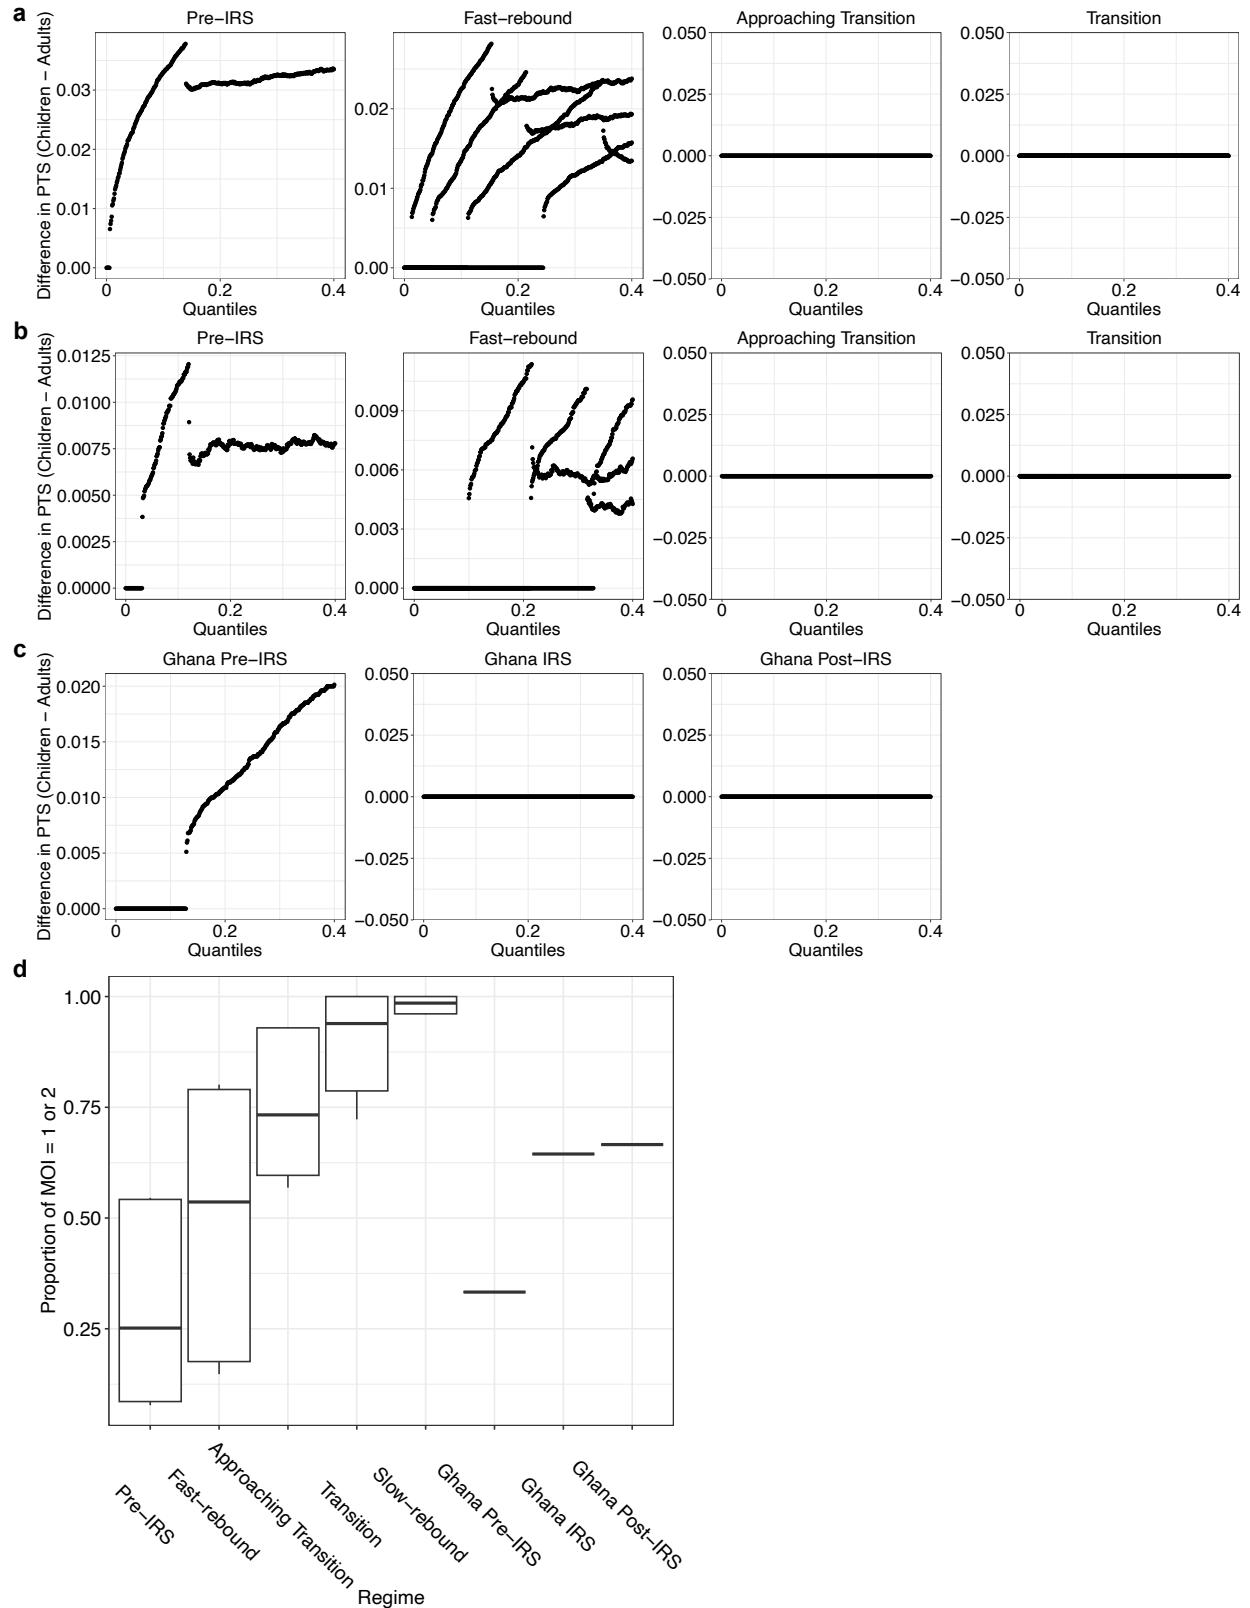 a
Pre−IRS
Fast−rebound
Approaching Transition
Transition
Difference in PTS (Children − Adults)
0.03
0.02
0.01
0.00
0
0.2
0.4
Quantiles
0.02
0.01
0.00
0
0.2
0.4
Quantiles
0.050
0.025
0.000
−0.025
−0.050
0
0.2
0.4
Quantiles
0.050
0.025
0.000
−0.025
−0.050
0
0.2
0.4
Quantiles
b
Pre−IRS
Fast−rebound
Approaching Transition
Transition
Difference in PTS (Children − Adults)
0.0125
0.0100
0.0075
0.0050
0.0025
0.0000
0
0.2
0.4
Quantiles
0.009
0.006
0.003
0.000
0
0.2
0.4
Quantiles
0.050
0.025
0.000
−0.025
−0.050
0
0.2
0.4
Quantiles
0.050
0.025
0.000
−0.025
−0.050
0
0.2
0.4
Quantiles
c
Ghana Pre−IRS
Ghana IRS
Ghana Post−IRS
Difference in PTS (Children − Adults)
0.020
0.015
0.010
0.005
0.000
0
0.2
0.4
Quantiles
0.050
0.025
0.000
−0.025
−0.050
0
0.2
0.4
Quantiles
0.050
0.025
0.000
−0.025
−0.050
0
0.2
0.4
Quantiles
d
Proportion of MOI = 1 or 2
1.00
0.75
0.50
0.25
Pre−IRS
Fast−rebound
Approaching Transition
Transition
Slow−rebound
Ghana Pre−IRS
Ghana IRS
Ghana Post−IRS
Regime